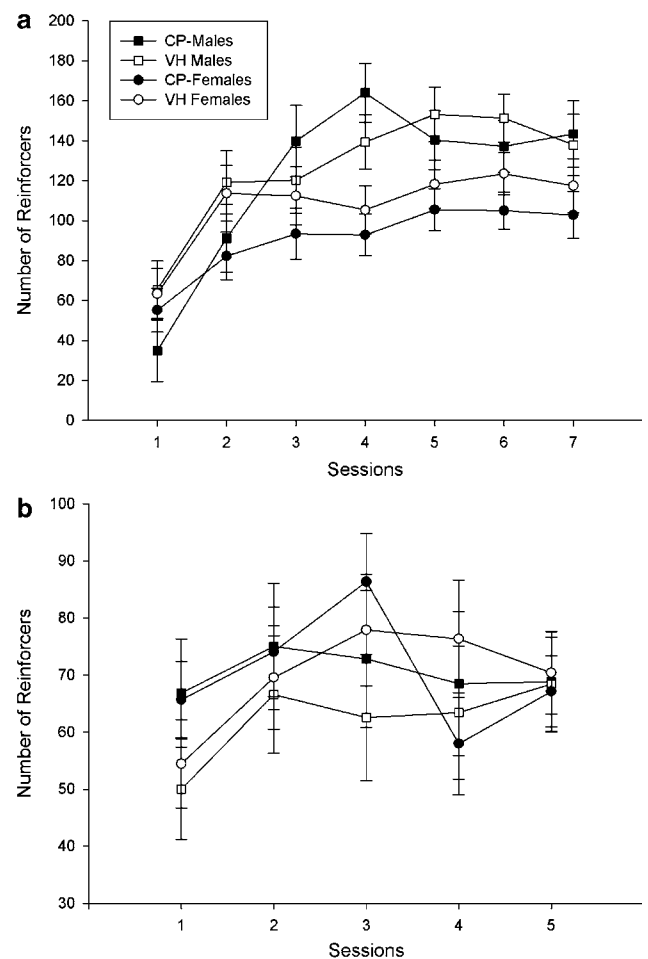 a
200
180
160
140
120
100
80
60
40
20
0
Number of Reinforcers
CP-Males
VH Males
CP-Females
VH Females
1 2 3 4 5 6 7
Sessions
b
100
90
80
70
60
50
40
30
Number of Reinforcers
1 2 3 4 5
Sessions